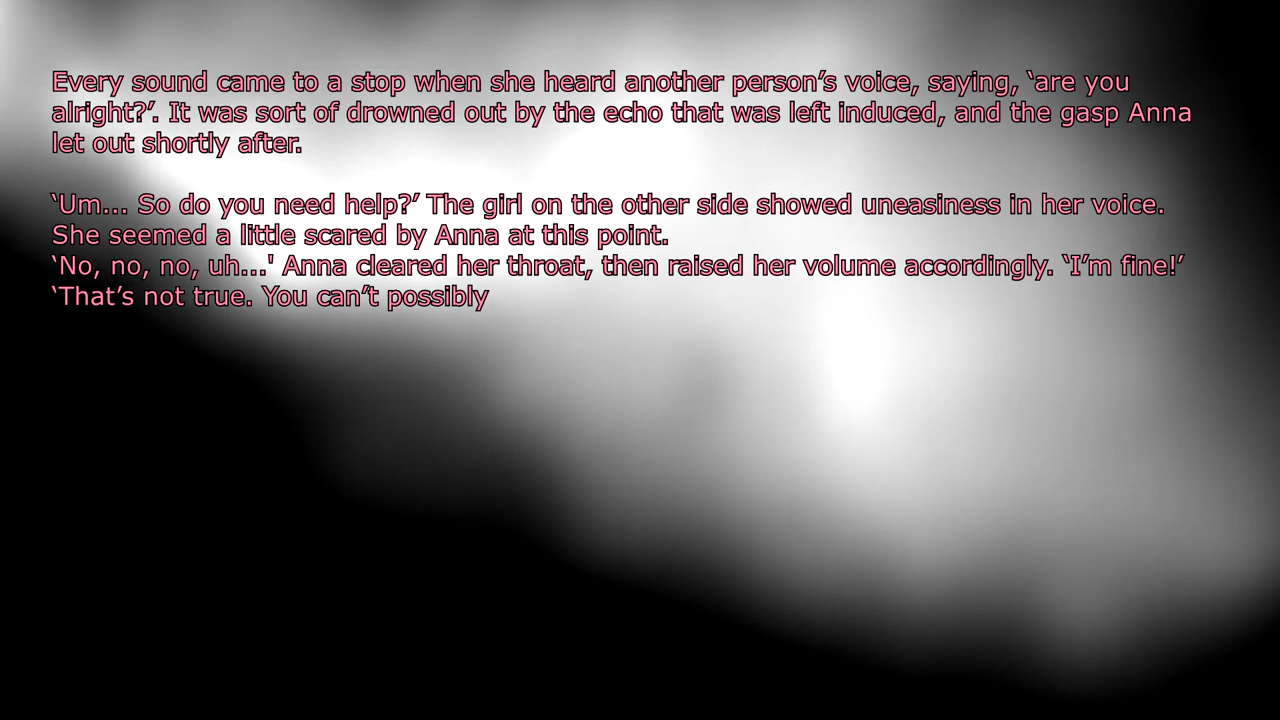 Every sound came to a stop when she heard another person’s voice, saying, ‘are you
alright?’. It was sort of drowned out by the echo that was left induced, and the gasp Anna
let out shortly after.
‘Um... So do you need help?’ The girl on the other side showed uneasiness in her voice.
She seemed a little scared by Anna at this point.
‘No, no, no, uh...' Anna cleared her throat, then raised her volume accordingly. ‘I’m fine!’
‘That’s not true. You can’t possibly